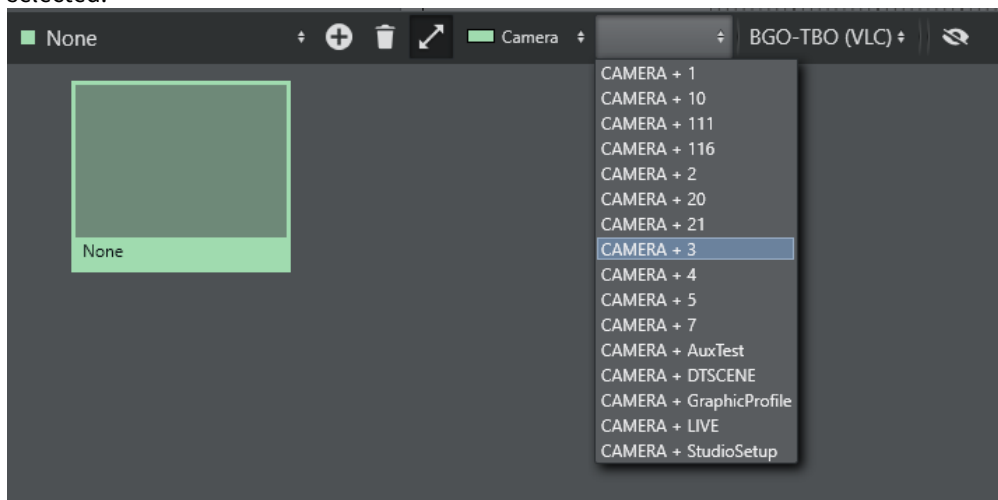 selected.
None
Camera
BGO-TBO (VLC)
CAMERA + 1
CAMERA + 10
CAMERA + 111
CAMERA + 116
CAMERA + 2
CAMERA + 20
CAMERA + 21
CAMERA + 3
CAMERA + 4
CAMERA + 5
CAMERA + 7
CAMERA + AuxTest
CAMERA + DTSCENE
CAMERA + GraphicProfile
CAMERA + LIVE
CAMERA + StudioSetup
None